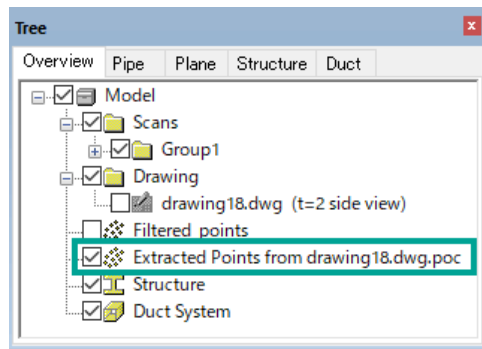 Tree
Overview Pipe Plane Structure Duct
Model
Scans
Group1
Drawing
drawing18.dwg (t=2 side view)
Filtered points
Extracted Points from drawing18.dwg.poc
Structure
Duct System